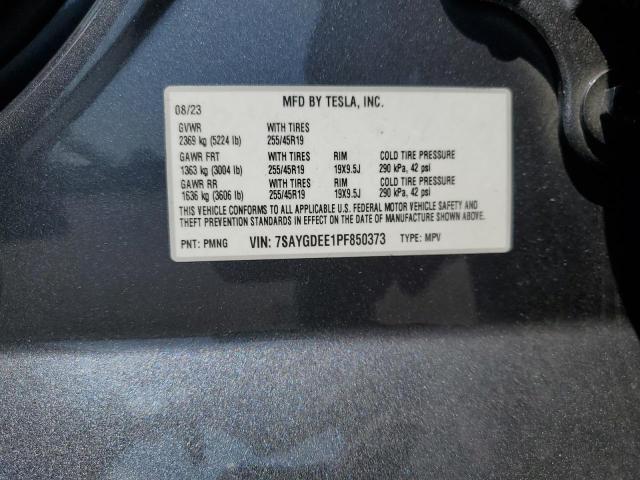 08/23 MFD BY TESLA, INC.
GVWR WITH TIRES
2369 kg (5224 lb) 255/45R19
GAWR FRT WITH TIRES RIM COLD TIRE PRESSURE
1363 kg (3004 lb) 255/45R19 19X9.5J 290 kPa, 42 psi
GAWR RR WITH TIRES RIM COLD TIRE PRESSURE
1636 kg (3606 lb) 255/45R19 19X9.5J 290 kPa, 42 psi
THIS VEHICLE CONFORMS TO ALL APPLICABLE U.S. FEDERAL MOTOR VEHICLE SAFETY AND
THEFT PREVENTION STANDARDS IN EFFECT ON THE DATE OF MANUFACTURE SHOWN ABOVE.
PNT: PMNG VIN: 7SAYGDEE1PF850373 TYPE: MPV